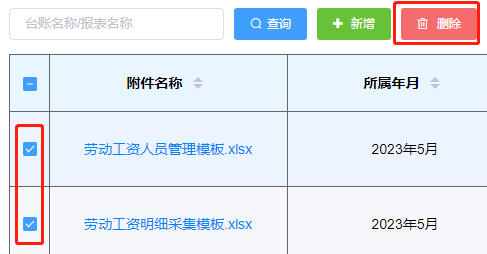 台账名称/报表名称 查询 新增 删除
附件名称 所属年月
劳动工资人员管理模板.xlsx 2023年5月
劳动工资明细采集模板.xlsx 2023年5月